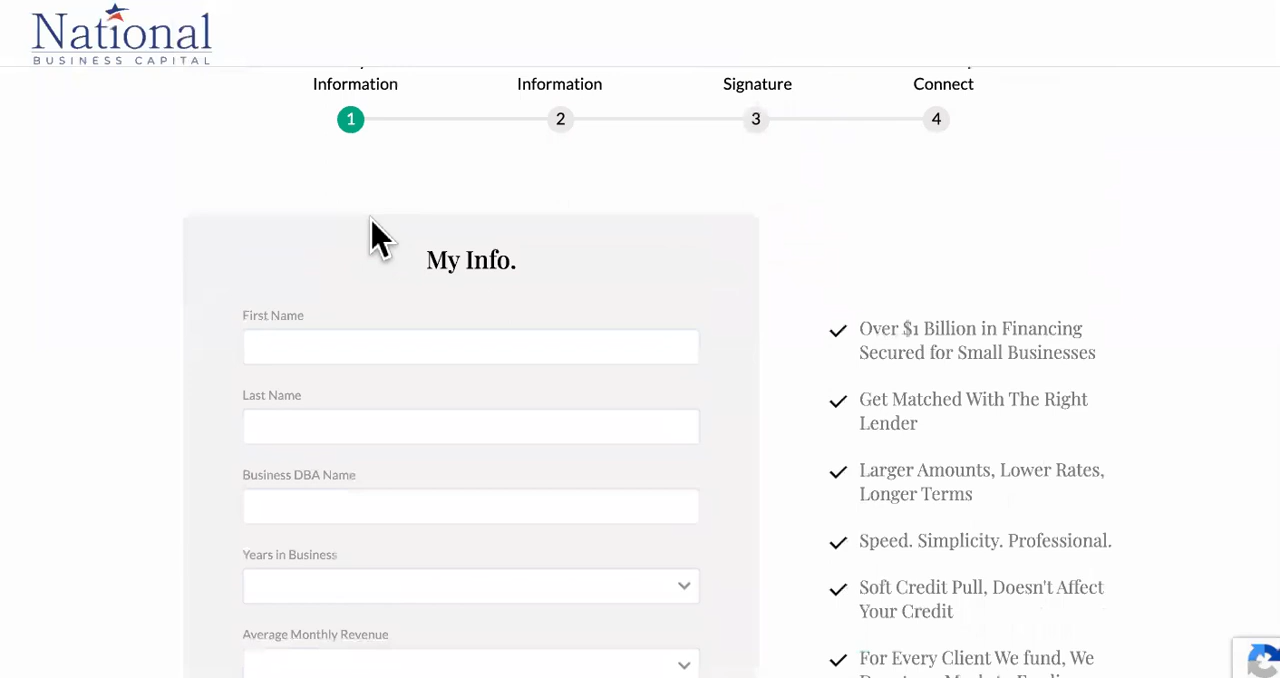 National
BUSINESS CAPITAL
Information
Information
Signature
Connect
1
2
3
4
My Info.
First Name
Last Name
Business DBA Name
Years in Business
Average Monthly Revenue
Over $1 Billion in Financing
Secured for Small Businesses
Get Matched With The Right
Lender
Larger Amounts, Lower Rates,
Longer Terms
Speed. Simplicity. Professional.
Soft Credit Pull, Doesn't Affect
Your Credit
For Every Client We fund, We